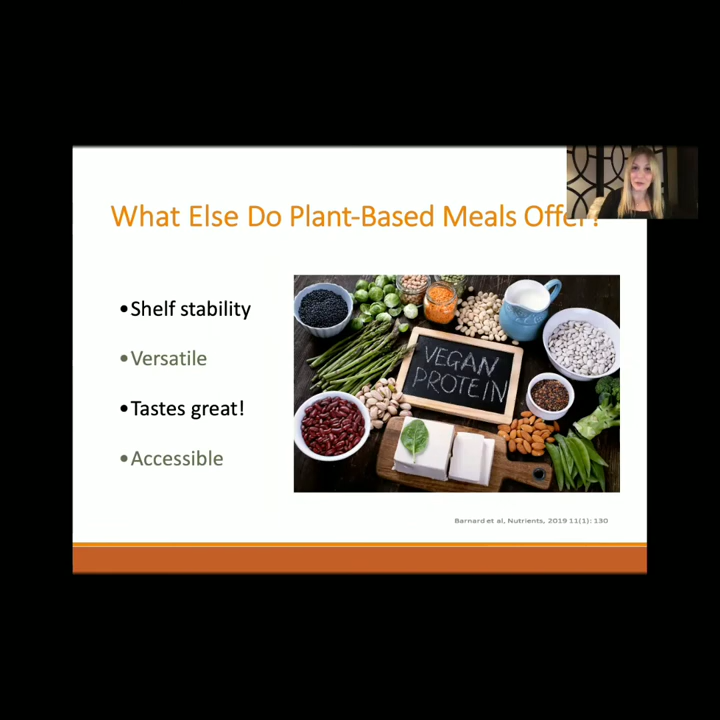 What Else Do Plant-Based Meals Offer?
•Shelf stability
•Versatile
•Tastes great!
•Accessible
VEGAN
PROTEIN
Barnard et al, Nutrients, 2019 11(1): 130